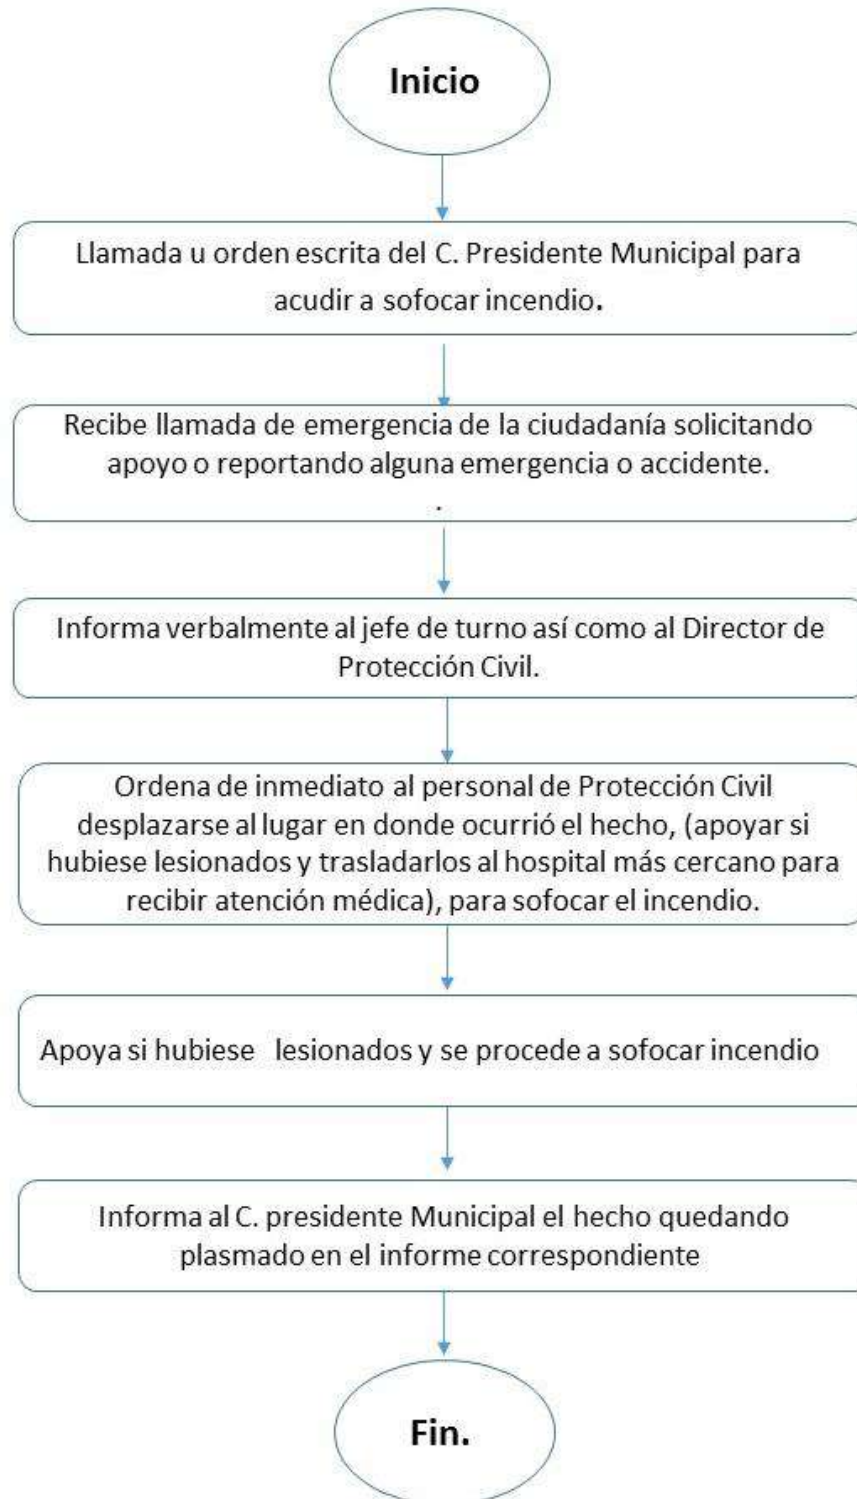 Inicio
Llamada u orden escrita del C. Presidente Municipal para
acudir a sofocar incendio.
Recibe llamada de emergencia de la ciudadanía solicitando
apoyo o reportando alguna emergencia o accidente.
.
Informa verbalmente al jefe de turno así como al Director de
Protección Civil.
Ordena de inmediato al personal de Protección Civil
desplazarse al lugar en donde ocurrió el hecho, (apoyar si
hubiese lesionados y trasladarlos al hospital más cercano para
recibir atención médica), para sofocar el incendio.
Apoya si hubiese lesionados y se procede a sofocar incendio
Informa al C. presidente Municipal el hecho quedando
plasmado en el informe correspondiente
Fin.